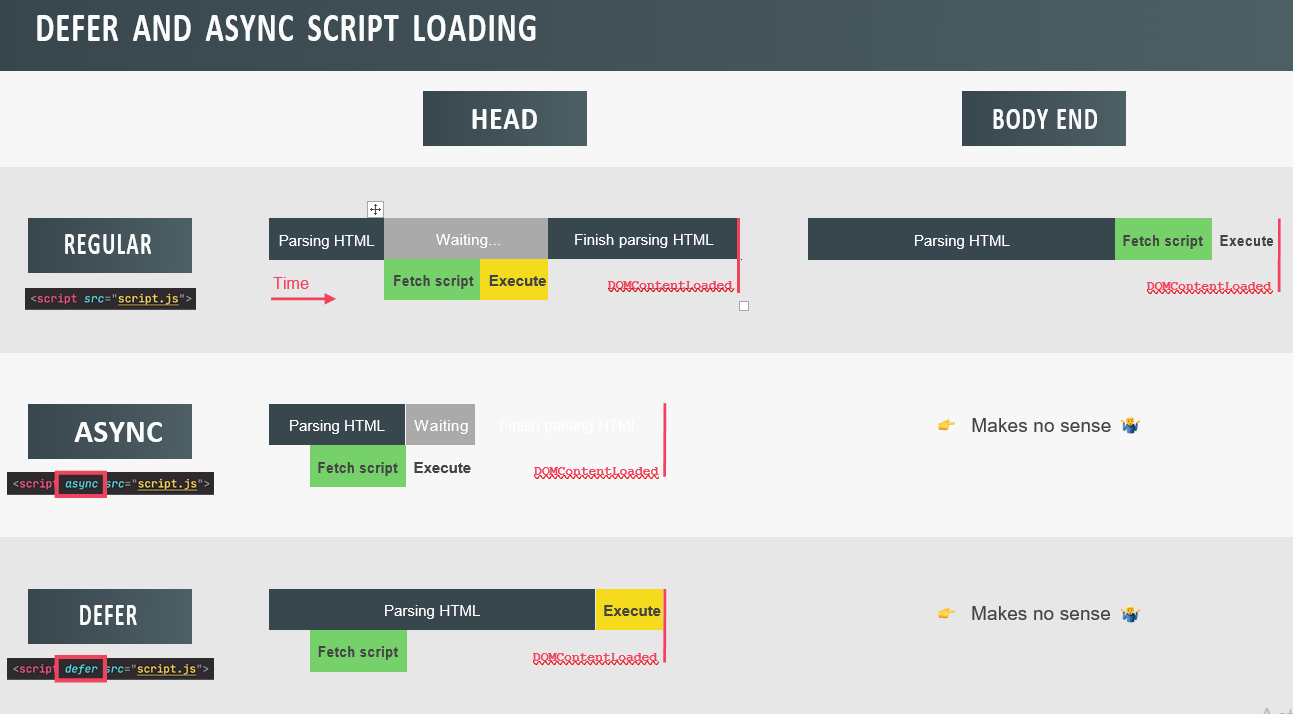 DEFER AND ASYNC SCRIPT LOADING
HEAD
BODY END
REGULAR
<script src="script.js">
Parsing HTML
Waiting...
Finish parsing HTML
Fetch script
Execute
Time
DOMContentLoaded
Parsing HTML
Fetch script
Execute
DOMContentLoaded
ASYNC
<script async src="script.js">
Parsing HTML
Waiting
Finish parsing HTML
Fetch script
Execute
DOMContentLoaded
👉 Makes no sense 🤷‍♂️
DEFER
<script defer src="script.js">
Parsing HTML
Execute
Fetch script
DOMContentLoaded
👉 Makes no sense 🤷‍♂️